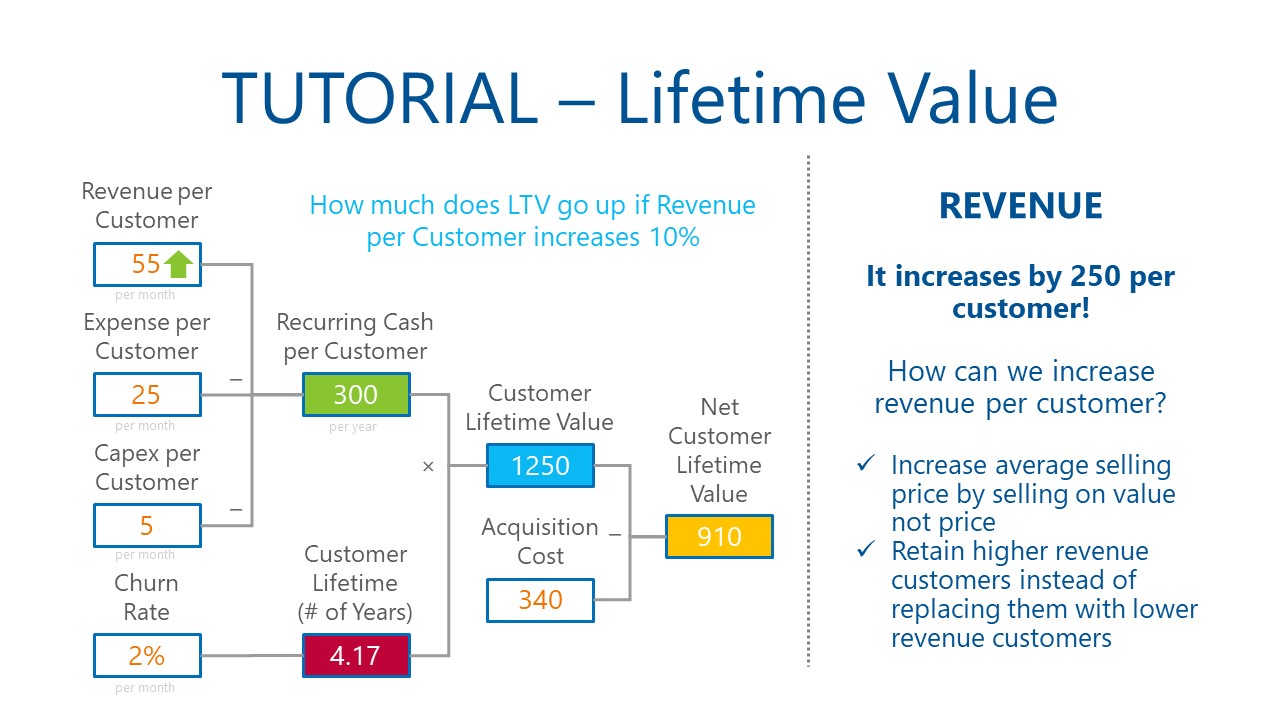 TUTORIAL – Lifetime Value
Revenue per
Customer
55
per month
How much does LTV go up if Revenue
per Customer increases 10%
Expense per
Customer
–
25
per month
Recurring Cash
per Customer
300
per year
Capex per
Customer
–
5
per month
Churn
Rate
2%
per month
Customer
Lifetime
(# of Years)
4.17
×
Customer
Lifetime Value
1250
Acquisition
Cost
–
340
Net
Customer
Lifetime
Value
910
REVENUE
It increases by 250 per
customer!
How can we increase
revenue per customer?
✓ Increase average selling
price by selling on value
not price
✓ Retain higher revenue
customers instead of
replacing them with lower
revenue customers